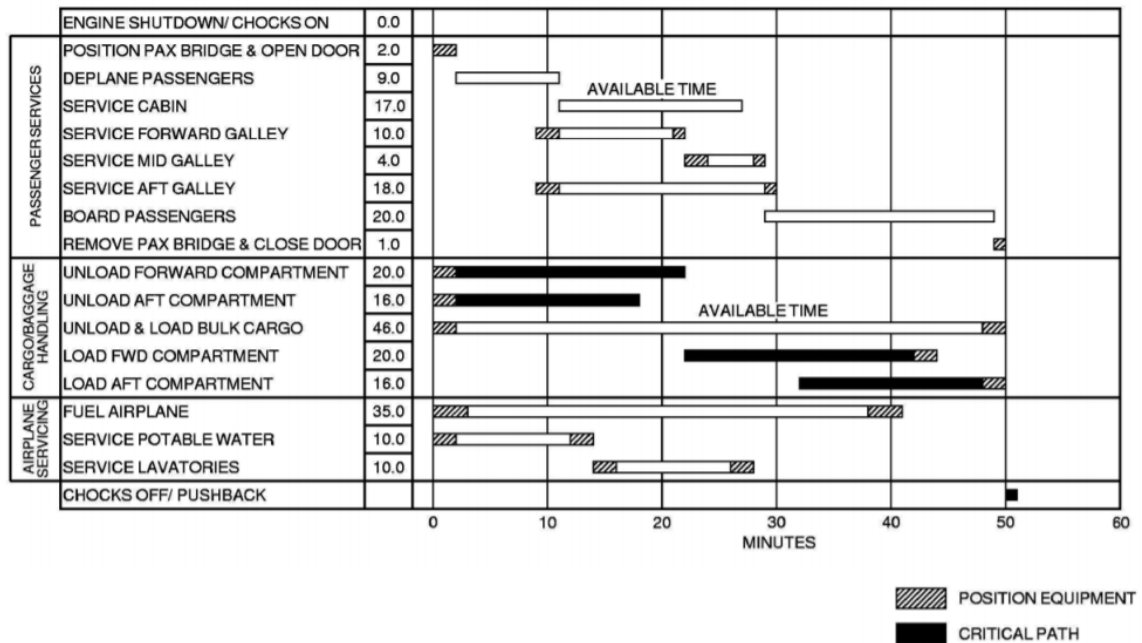 ENGINE SHUTDOWN/ CHOCKS ON 0.0
PASSENGER SERVICES
POSITION PAX BRIDGE & OPEN DOOR 2.0
DEPLANE PASSENGERS 9.0
AVAILABLE TIME
SERVICE CABIN 17.0
SERVICE FORWARD GALLEY 10.0
SERVICE MID GALLEY 4.0
SERVICE AFT GALLEY 18.0
BOARD PASSENGERS 20.0
REMOVE PAX BRIDGE & CLOSE DOOR 1.0
CARGO/BAGGAGE HANDLING
UNLOAD FORWARD COMPARTMENT 20.0
UNLOAD AFT COMPARTMENT 16.0
AVAILABLE TIME
UNLOAD & LOAD BULK CARGO 46.0
LOAD FWD COMPARTMENT 20.0
LOAD AFT COMPARTMENT 16.0
AIRPLANE SERVICING
FUEL AIRPLANE 35.0
SERVICE POTABLE WATER 10.0
SERVICE LAVATORIES 10.0
CHOCKS OFF/ PUSHBACK
0 10 20 30 40 50 60
MINUTES
POSITION EQUIPMENT
CRITICAL PATH